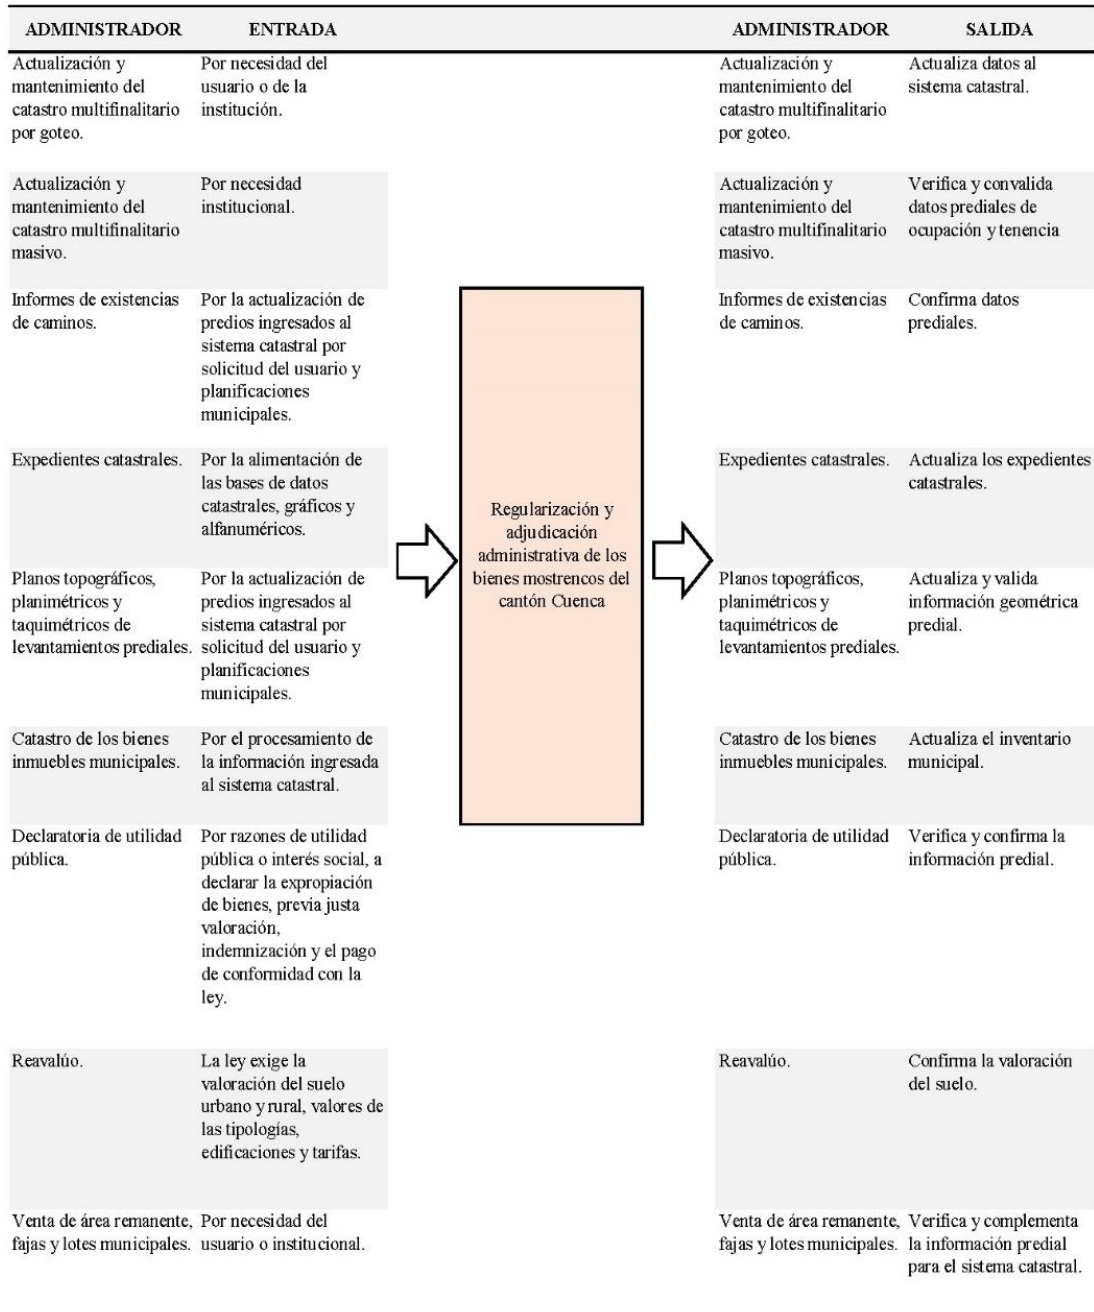 ADMINISTRADOR ENTRADA ADMINISTRADOR SALIDA
Actualización y
mantenimiento del
catastro multifinalitario
por goteo.
Por necesidad del
usuario o de la
institución.
Actualización y
mantenimiento del
catastro multifinalitario
por goteo.
Actualiza datos al
sistema catastral.
Actualización y
mantenimiento del
catastro multifinalitario
masivo.
Por necesidad
institucional.
Actualización y
mantenimiento del
catastro multifinalitario
masivo.
Verifica y convalida
datos prediales de
ocupación y tenencia
Informes de existencias
de caminos.
Por la actualización de
predios ingresados al
sistema catastral por
solicitud del usuario y
planificaciones
municipales.
Informes de existencias
de caminos.
Confirma datos
prediales.
Expedientes catastrales.
Por la alimentación de
las bases de datos
catastrales, gráficos y
alfanuméricos.
Regularización y
adjudicación
administrativa de los
bienes mostrencos del
cantón Cuenca
Expedientes catastrales.
Actualiza los expedientes
catastrales.
Planos topográficos,
planimétricos y
taquimétricos de
levantamientos prediales.
Por la actualización de
predios ingresados al
sistema catastral por
solicitud del usuario y
planificaciones
municipales.
Planos topográficos,
planimétricos y
taquimétricos de
levantamientos prediales.
Actualiza y valida
información geométrica
predial.
Catastro de los bienes
inmuebles municipales.
Por el procesamiento de
la información ingresada
al sistema catastral.
Catastro de los bienes
inmuebles municipales.
Actualiza el inventario
municipal.
Declaratoria de utilidad
pública.
Por razones de utilidad
pública o interés social, a
declarar la expropiación
de bienes, previa justa
valoración,
indemnización y el pago
de conformidad con la
ley.
Declaratoria de utilidad
pública.
Verifica y confirma la
información predial.
Reavalúo.
La ley exige la
valoración del suelo
urbano y rural, valores de
las tipologías,
edificaciones y tarifas.
Reavalúo.
Confirma la valoración
del suelo.
Venta de área remanente,
fajas y lotes municipales.
Por necesidad del
usuario o institucional.
Venta de área remanente,
fajas y lotes municipales.
Verifica y complementa
la información predial
para el sistema catastral.